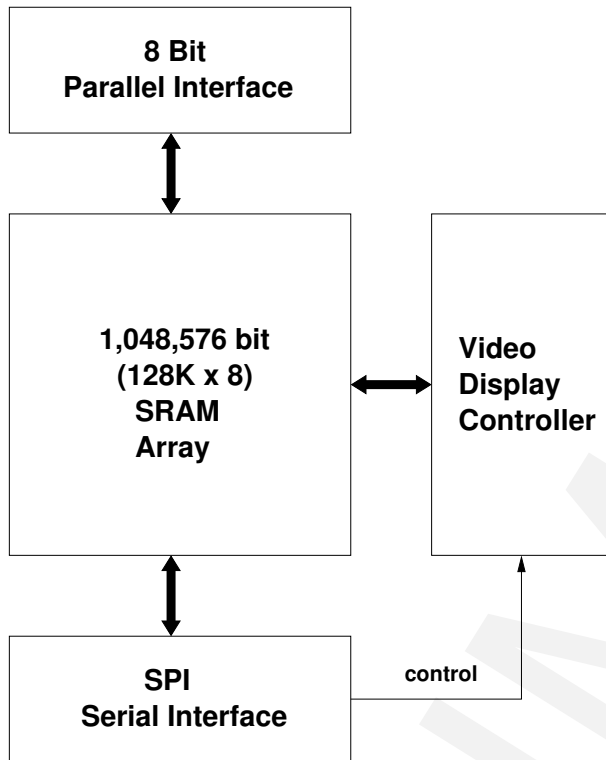 8 Bit
Parallel Interface
1,048,576 bit
(128K x 8)
SRAM
Array
Video
Display
Controller
SPI
Serial Interface
control